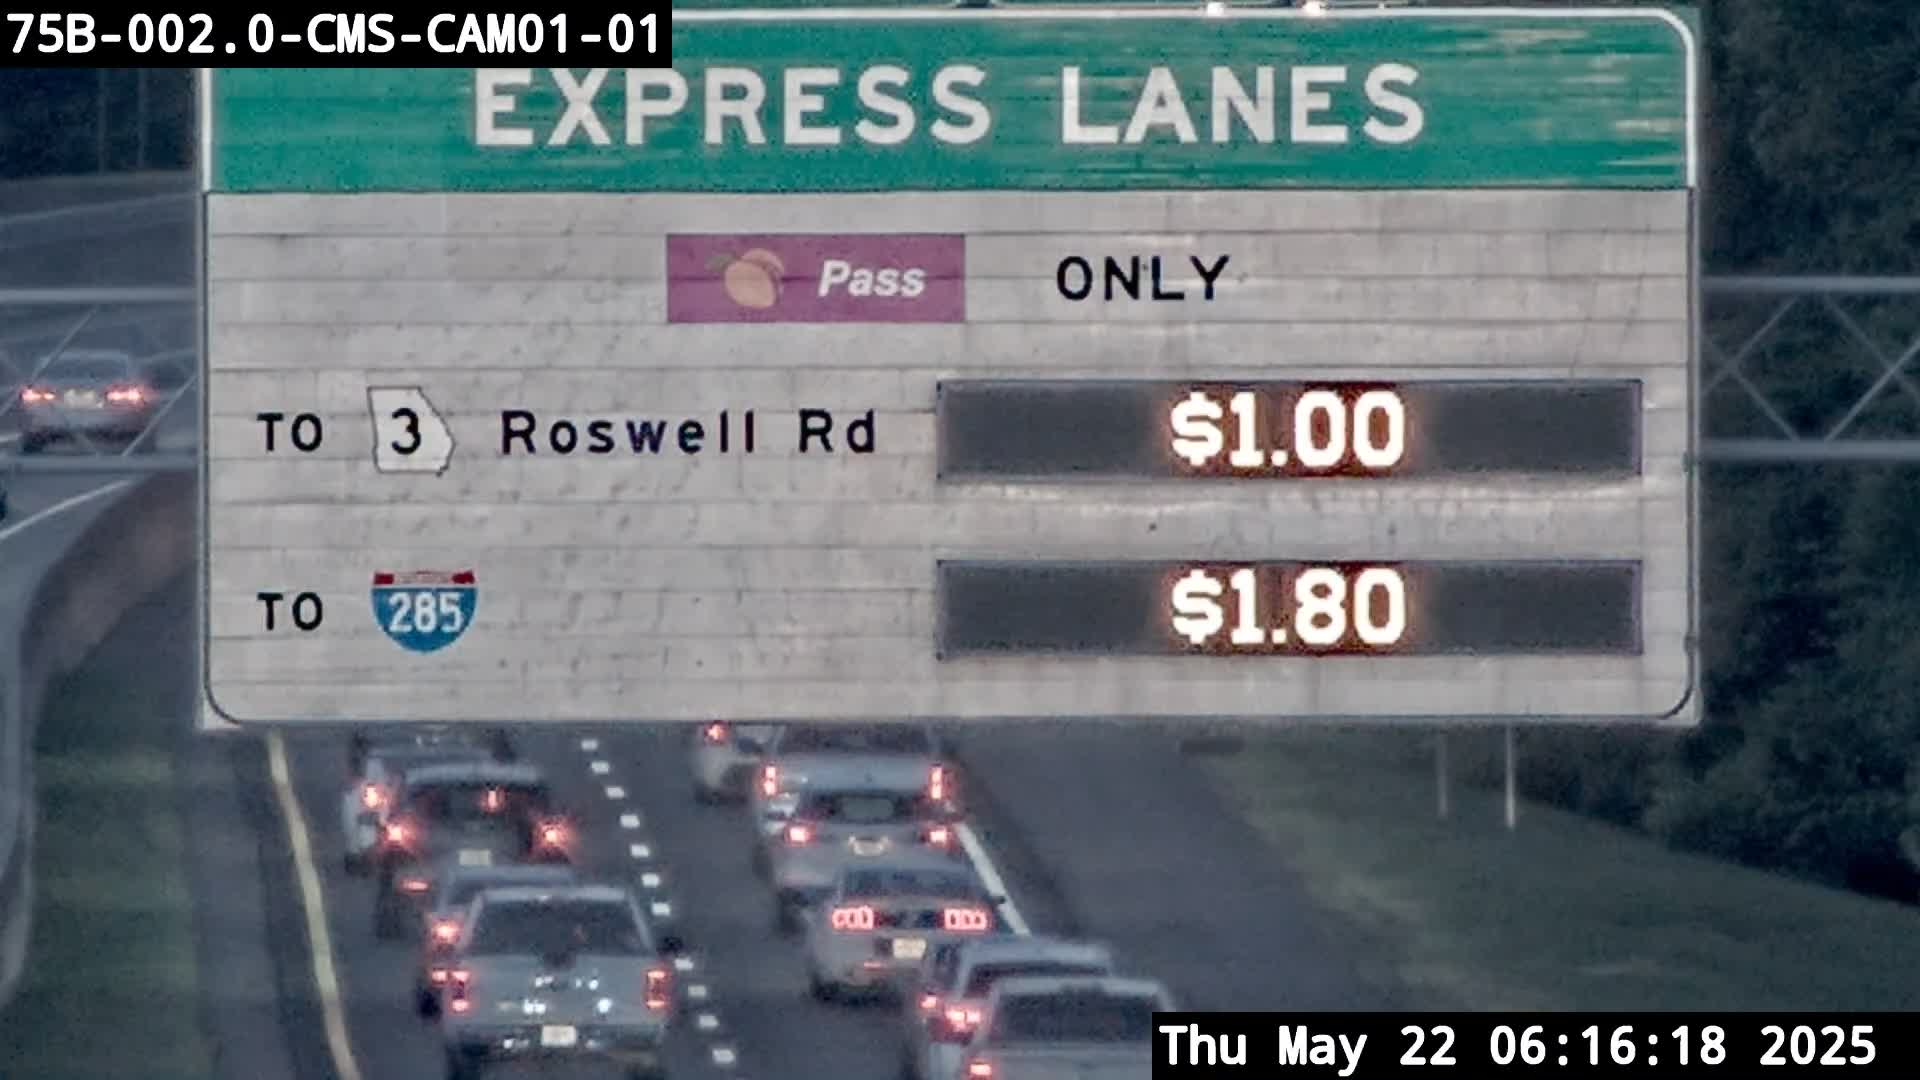 75B-002.0-CMS-CAM01-01
EXPRESS LANES
Pass ONLY
TO 3 Roswell Rd $1.00
TO 285 $1.80
Thu May 22 06:16:18 2025